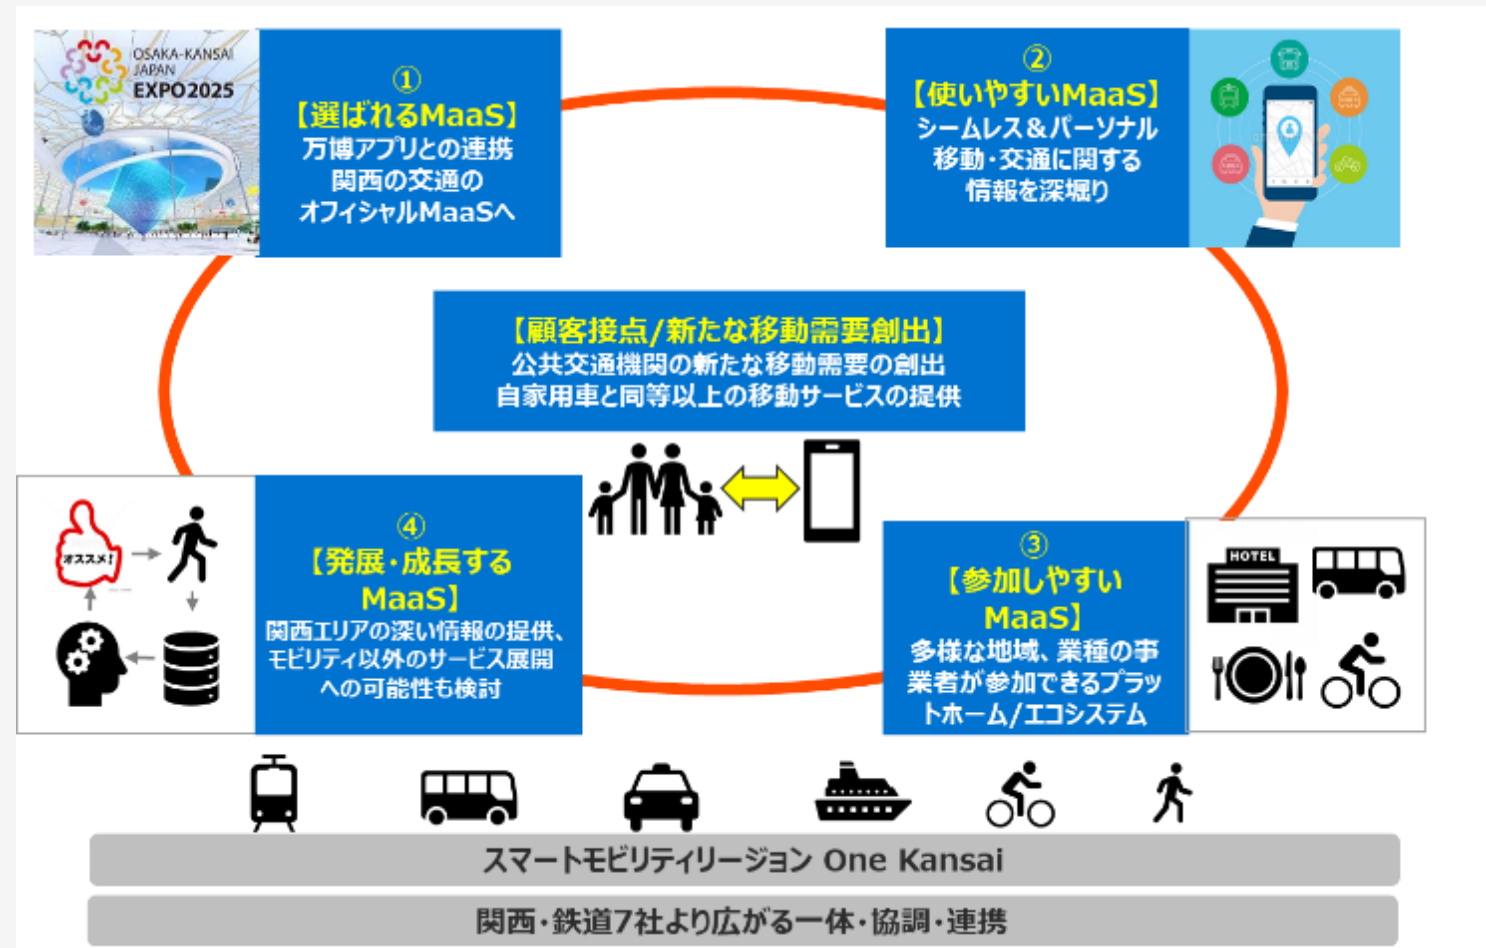 OSAKA-KANSAI
JAPAN
EXPO2025
①
【選ばれるMaaS】
万博アプリとの連携
関西の交通の
オフィシャルMaaSへ
②
【使いやすいMaaS】
シームレス&パーソナル
移動・交通に関する
情報を深堀り
【顧客接点/新たな移動需要創出】
公共交通機関の新たな移動需要の創出
自家用車と同等以上の移動サービスの提供
オススメ!
④
【発展・成長する
MaaS】
関西エリアの深い情報の提供、
モビリティ以外のサービス展開
への可能性も検討
③
【参加しやすい
MaaS】
多様な地域、業種の事
業者が参加できるプラッ
トホーム/エコシステム
HOTEL
スマートモビリティリージョン One Kansai
関西・鉄道7社より広がる一体・協調・連携